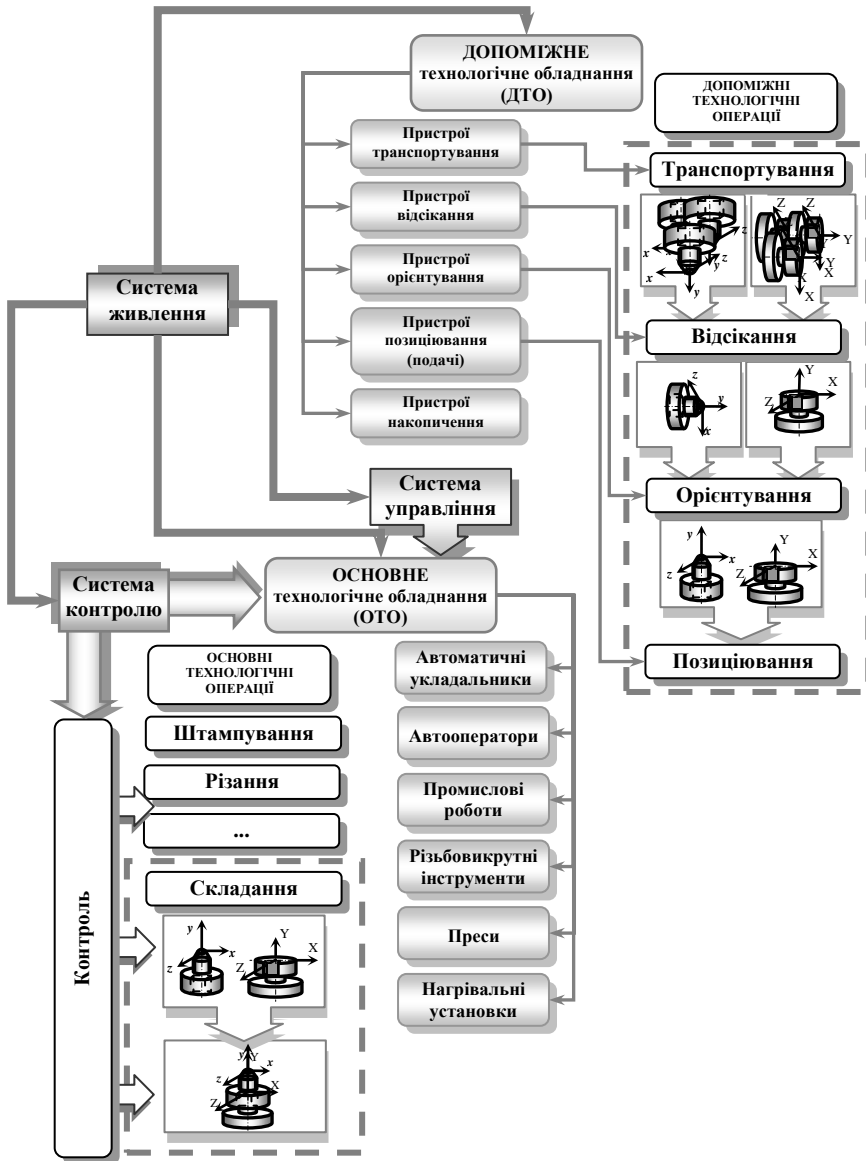 ДОПОМІЖНЕ
технологічне обладнання
(ДТО)
ДОПОМІЖНІ
ТЕХНОЛОГІЧНІ
ОПЕРАЦІЇ
Пристрої
транспортування
Пристрої
відсікання
Пристрої
орієнтування
Пристрої
позиціювання
(подачі)
Пристрої
накопичення
Транспортування
z
x
x
y
z
y
Z
Z
Y
Y
X
X
X
Відсікання
z
y
x
Y
X
Z
Орієнтування
y
x
z
Y
X
Z
Позиціювання
Система
живлення
Система
управління
Система
контролю
ОСНОВНЕ
технологічне обладнання
(ОТО)
Автоматичні
укладальники
Автооператори
Промислові
роботи
Різьбовикрутні
інструменти
Преси
Нагрівальні
установки
ОСНОВНІ
ТЕХНОЛОГІЧНІ
ОПЕРАЦІЇ
Штампування
Різання
...
Складання
y
x
z
Y
X
Z
y
Y
x
z
X
Z
Контроль